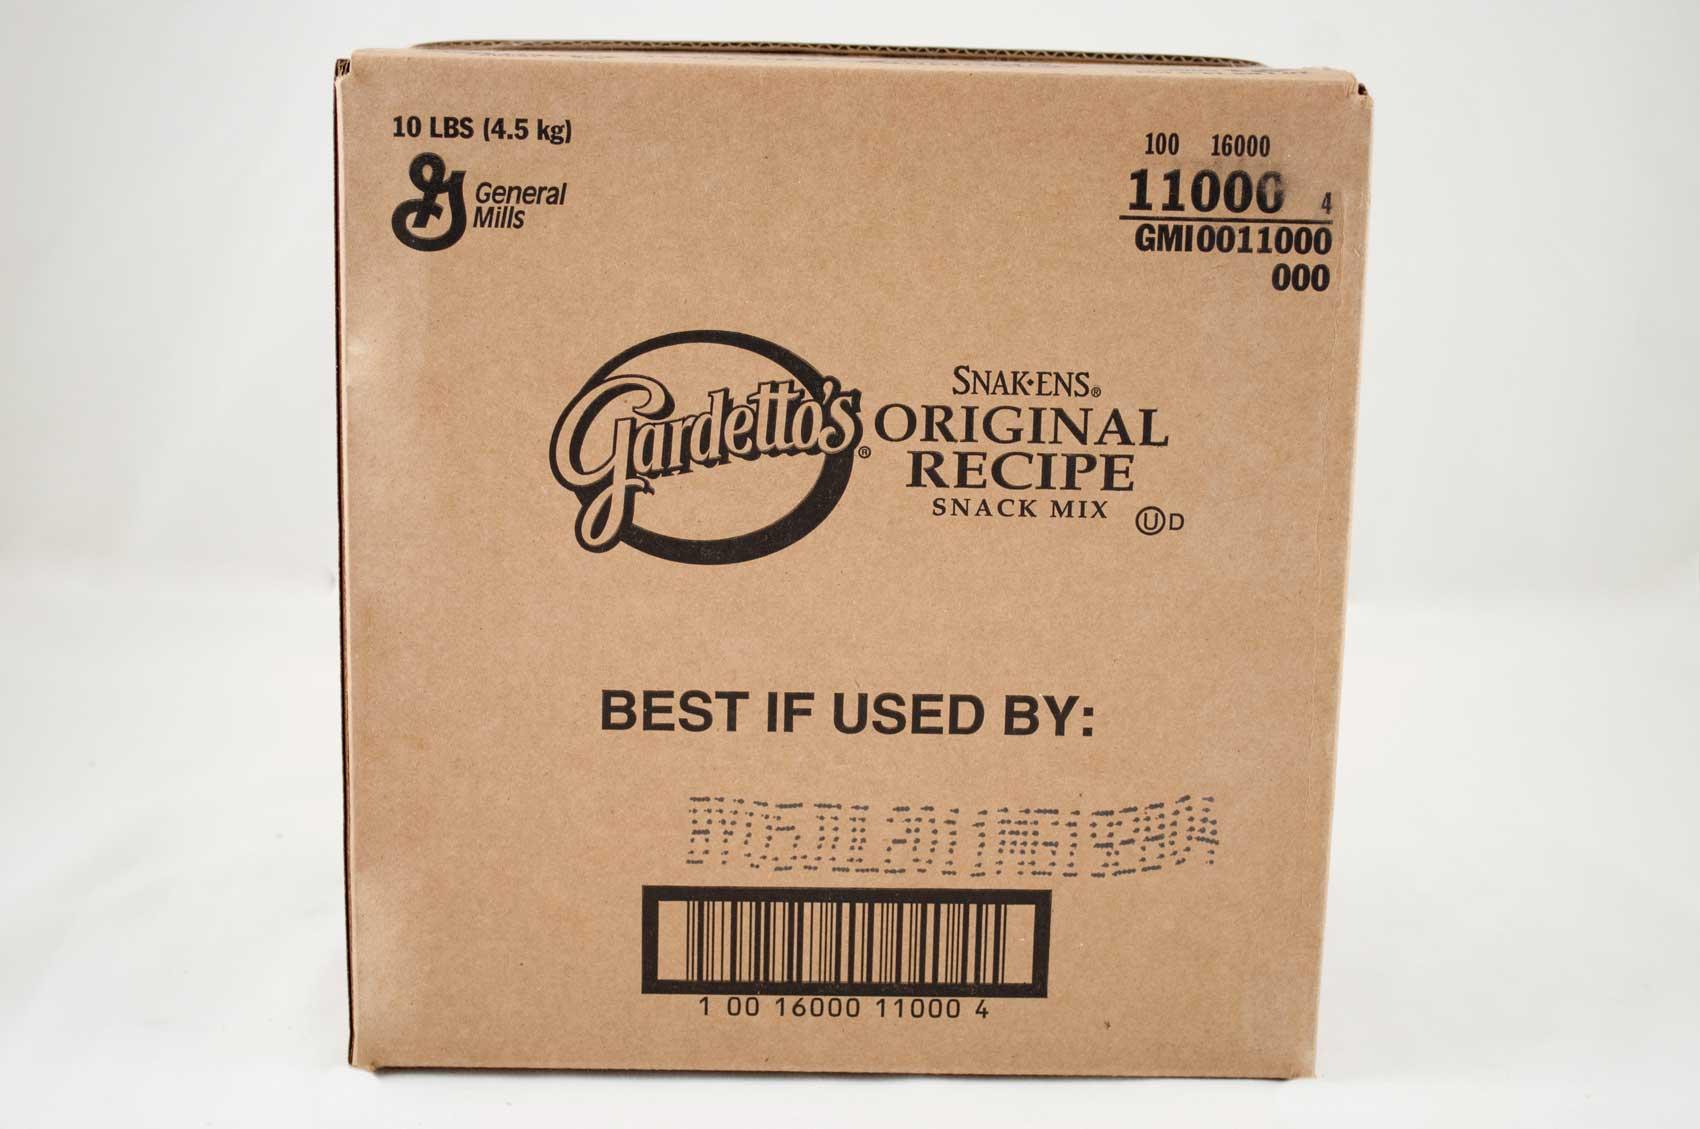 10 LBS (4.5 kg)
General
Mills
100 16000
11000 4
GMI0011000
000
Gardetto's®
SNAK•ENS®
ORIGINAL
RECIPE
SNACK MIX
U D
BEST IF USED BY:
1 00 16000 11000 4